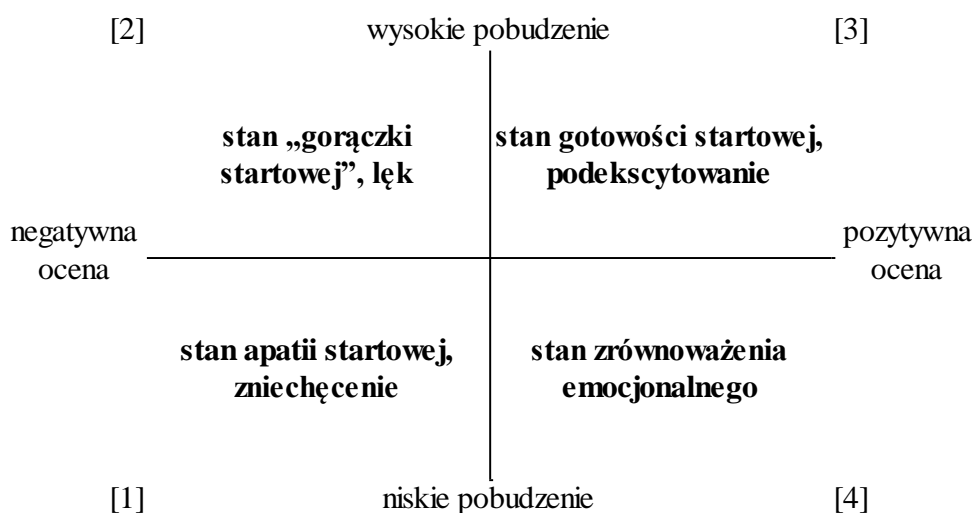 [2] wysokie pobudzenie [3]
stan „gorączki stan gotowości startowej,
startowej”, lęk podekscytowanie
negatywna pozytywna
ocena ocena
stan apatii startowej, stan zrównoważenia
zniechęcenie emocjonalnego
[1] niskie pobudzenie [4]